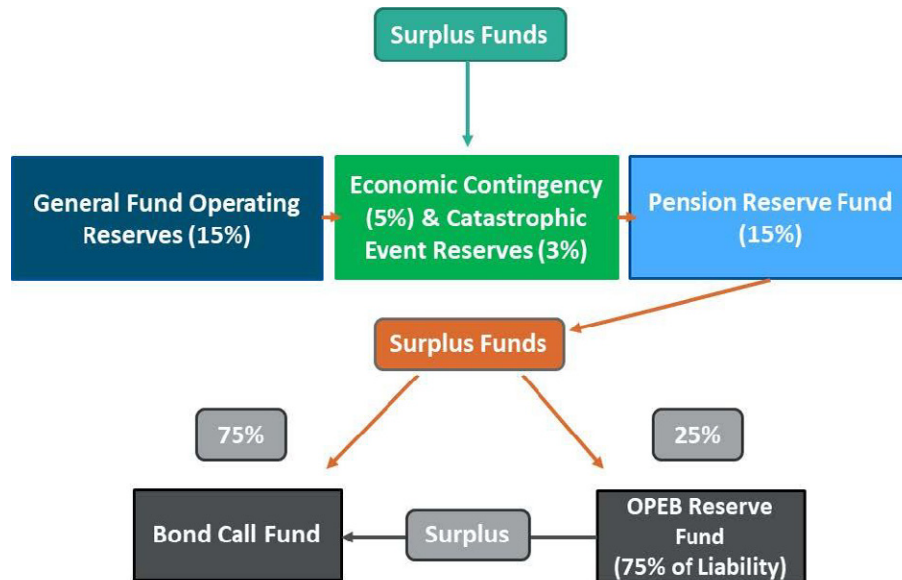 Surplus Funds
General Fund Operating
Reserves (15%)
Economic Contingency
(5%) & Catastrophic
Event Reserves (3%)
Pension Reserve Fund
(15%)
Surplus Funds
75%
25%
Bond Call Fund
Surplus
OPEB Reserve
Fund
(75% of Liability)